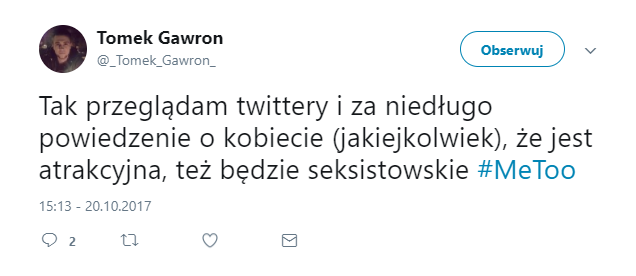 Tomek Gawron
@_Tomek_Gawron_
Obserwuj
Tak przeglądam twittery i za niedługo
powiedzenie o kobiecie (jakiejkolwiek), że jest
atrakcyjna, też będzie seksistowskie #MeToo
15:13 - 20.10.2017
2